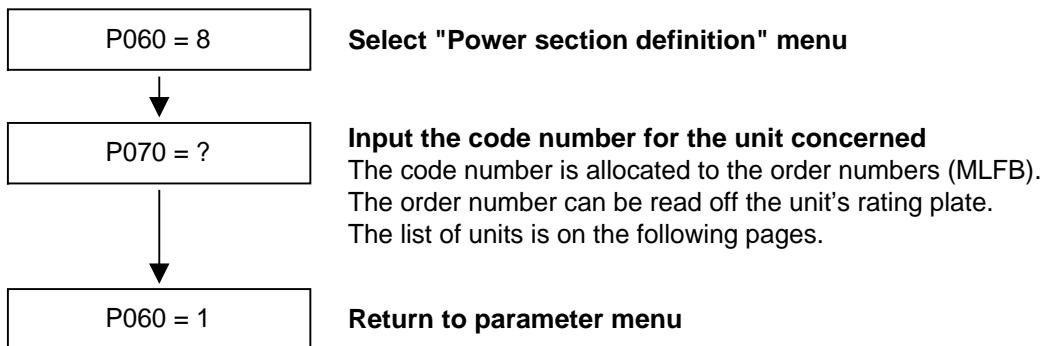 P060 = 8
Select "Power section definition" menu
P070 = ?
Input the code number for the unit concerned
The code number is allocated to the order numbers (MLFB).
The order number can be read off the unit's rating plate.
The list of units is on the following pages.
P060 = 1
Return to parameter menu